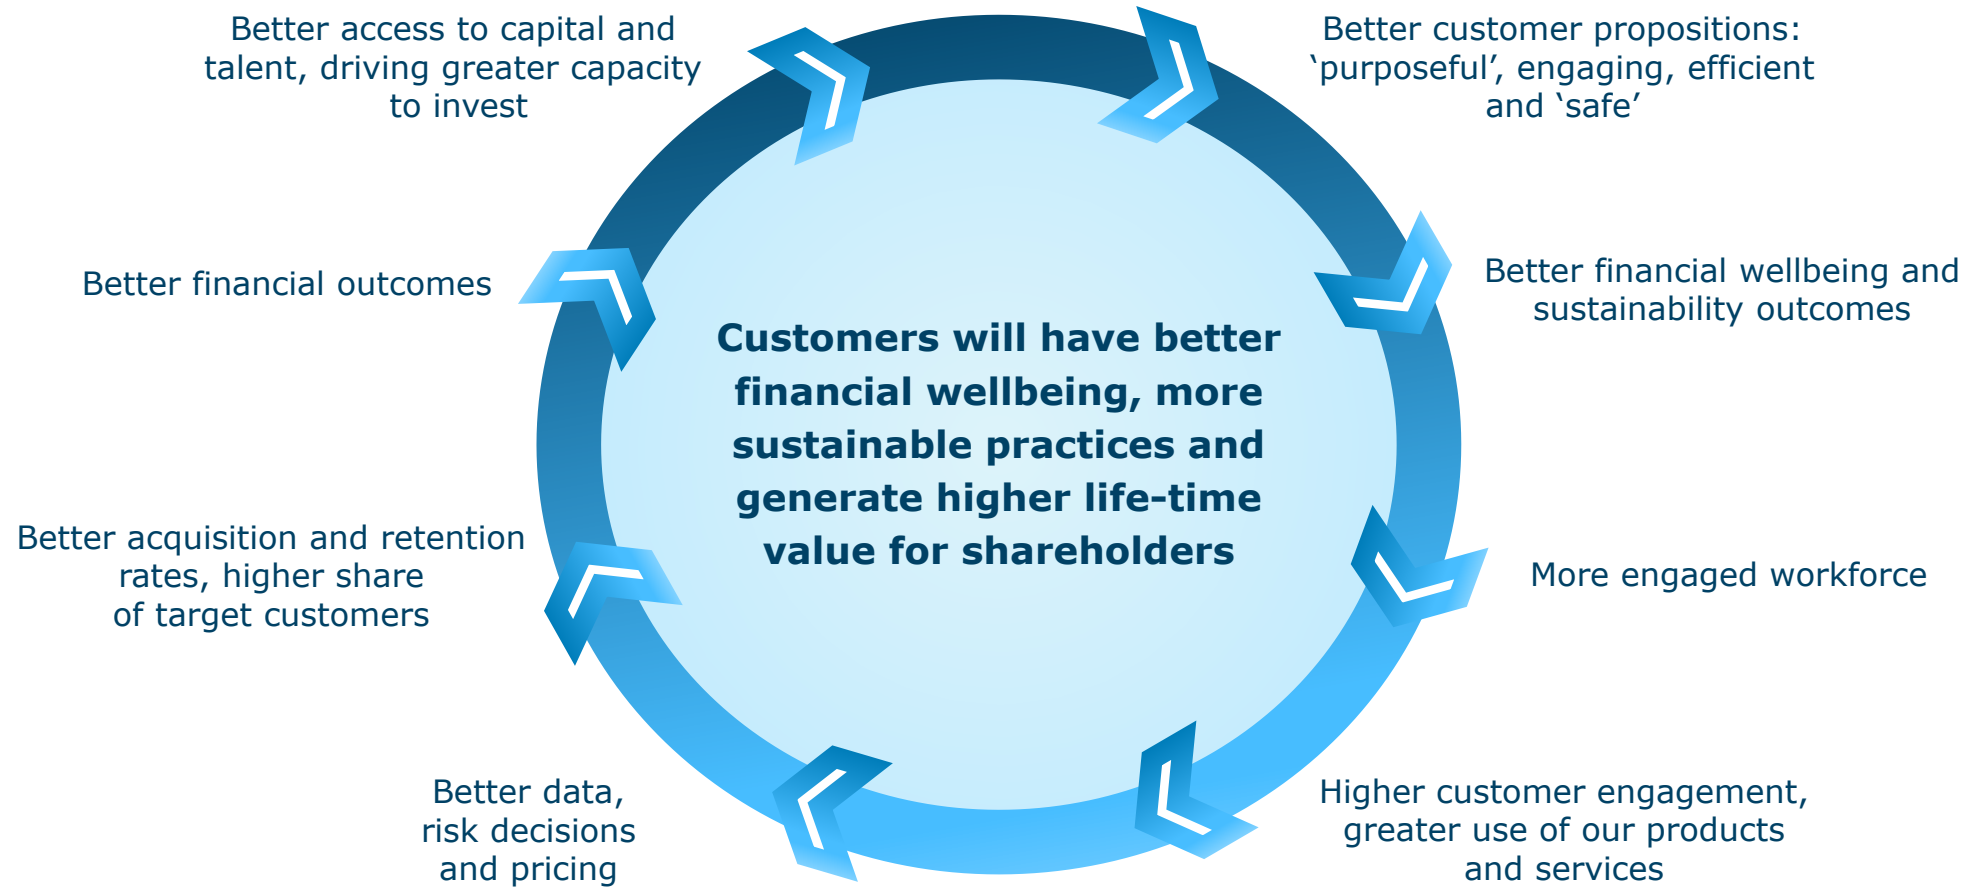 Better access to capital and
talent, driving greater capacity
to invest
Better customer propositions:
‘purposeful’, engaging, efficient
and ‘safe’
Better financial wellbeing and
sustainability outcomes
More engaged workforce
Higher customer engagement,
greater use of our products
and services
Better data,
risk decisions
and pricing
Better acquisition and retention
rates, higher share
of target customers
Better financial outcomes
Customers will have better
financial wellbeing, more
sustainable practices and
generate higher life-time
value for shareholders